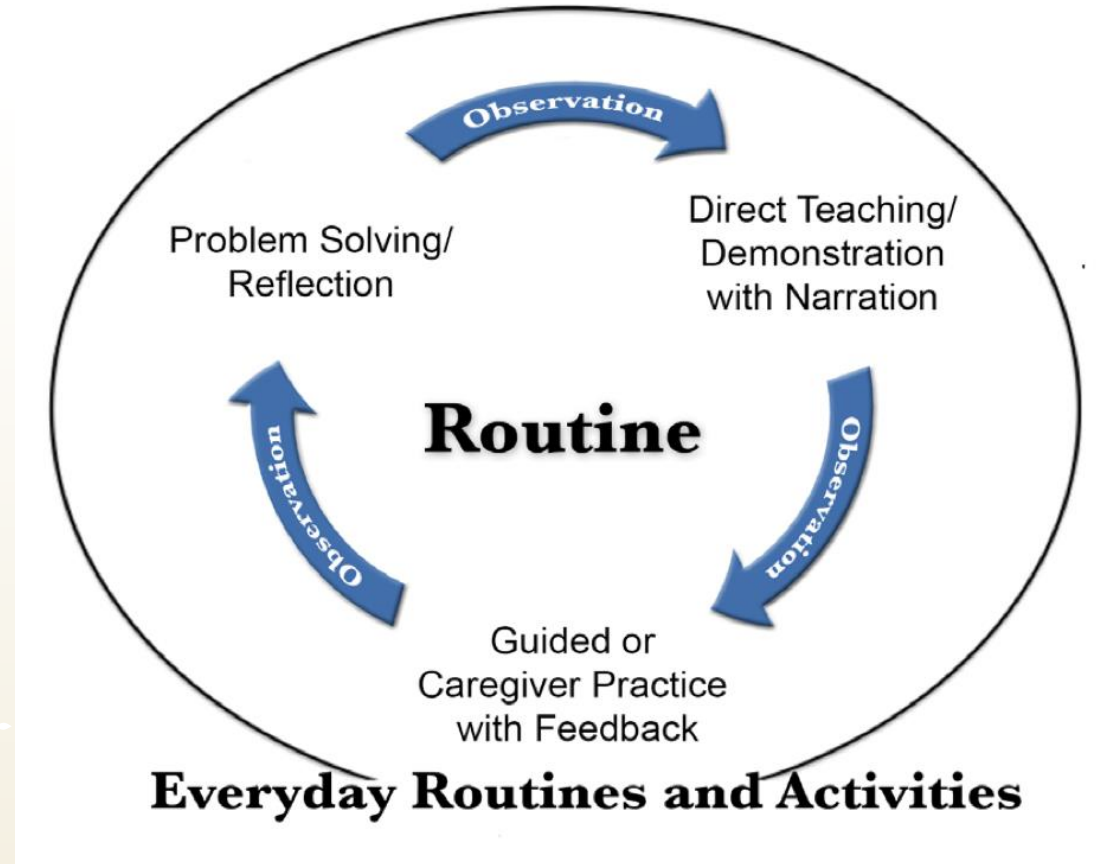 Observation
Problem Solving/
Reflection
Direct Teaching/
Demonstration
with Narration
Routine
Observation
Observation
Guided or
Caregiver Practice
with Feedback
Everyday Routines and Activities